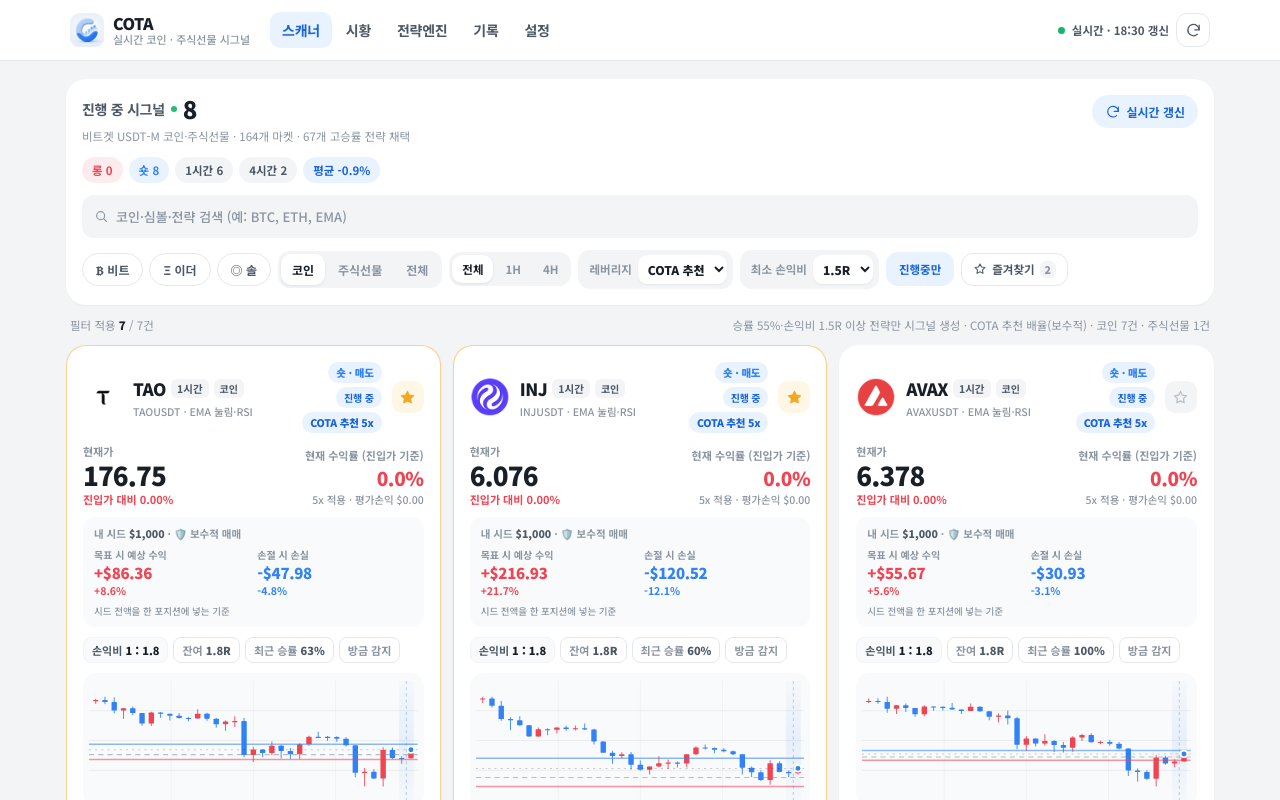 COTA
실시간 코인 · 주식선물 시그널
스캐너
시황
전략엔진
기록
설정
실시간 · 18:30 갱신
진행 중 시그널 8
실시간 갱신
비트겟 USDT-M 코인·주식선물 · 164개 마켓 · 67개 고승률 전략 채택
롱 0
숏 8
1시간 6
4시간 2
평균 -0.9%
코인·심볼·전략 검색 (예: BTC, ETH, EMA)
₿ 비트
Ξ 이더
◎ 솔
코인
주식선물
전체
전체
1H
4H
레버리지
COTA 추천
최소 손익비
1.5R
진행중만
즐겨찾기 2
필터 적용 7 / 7건
승률 55%·손익비 1.5R 이상 전략만 시그널 생성 · COTA 추천 배율(보수적) · 코인 7건 · 주식선물 1건
TAO 1시간 코인
TAOUSDT · EMA 눌림·RSI
숏 · 매도
진행 중
COTA 추천 5x
현재가
176.75
진입가 대비 0.00%
현재 수익률 (진입가 기준)
0.0%
5x 적용 · 평가손익 $0.00
내 시드 $1,000 · 🛡️ 보수적 매매
목표 시 예상 수익
+$86.36
+8.6%
손절 시 손실
-$47.98
-4.8%
시드 전액을 한 포지션에 넣는 기준
손익비 1 : 1.8
잔여 1.8R
최근 승률 63%
방금 감지
INJ 1시간 코인
INJUSDT · EMA 눌림·RSI
숏 · 매도
진행 중
COTA 추천 5x
현재가
6.076
진입가 대비 0.00%
현재 수익률 (진입가 기준)
0.0%
5x 적용 · 평가손익 $0.00
내 시드 $1,000 · 🛡️ 보수적 매매
목표 시 예상 수익
+$216.93
+21.7%
손절 시 손실
-$120.52
-12.1%
시드 전액을 한 포지션에 넣는 기준
손익비 1 : 1.8
잔여 1.8R
최근 승률 60%
방금 감지
AVAX 1시간 코인
AVAXUSDT · EMA 눌림·RSI
숏 · 매도
진행 중
COTA 추천 5x
현재가
6.378
진입가 대비 0.00%
현재 수익률 (진입가 기준)
0.0%
5x 적용 · 평가손익 $0.00
내 시드 $1,000 · 🛡️ 보수적 매매
목표 시 예상 수익
+$55.67
+5.6%
손절 시 손실
-$30.93
-3.1%
시드 전액을 한 포지션에 넣는 기준
손익비 1 : 1.8
잔여 1.8R
최근 승률 100%
방금 감지